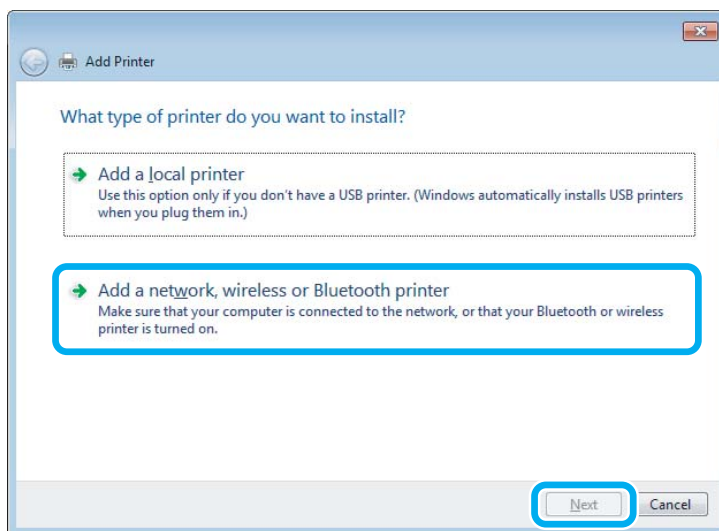 Add Printer
What type of printer do you want to install?
Add a local printer
Use this option only if you don't have a USB printer. (Windows automatically installs USB printers
when you plug them in.)
Add a network, wireless or Bluetooth printer
Make sure that your computer is connected to the network, or that your Bluetooth or wireless
printer is turned on.
Next Cancel